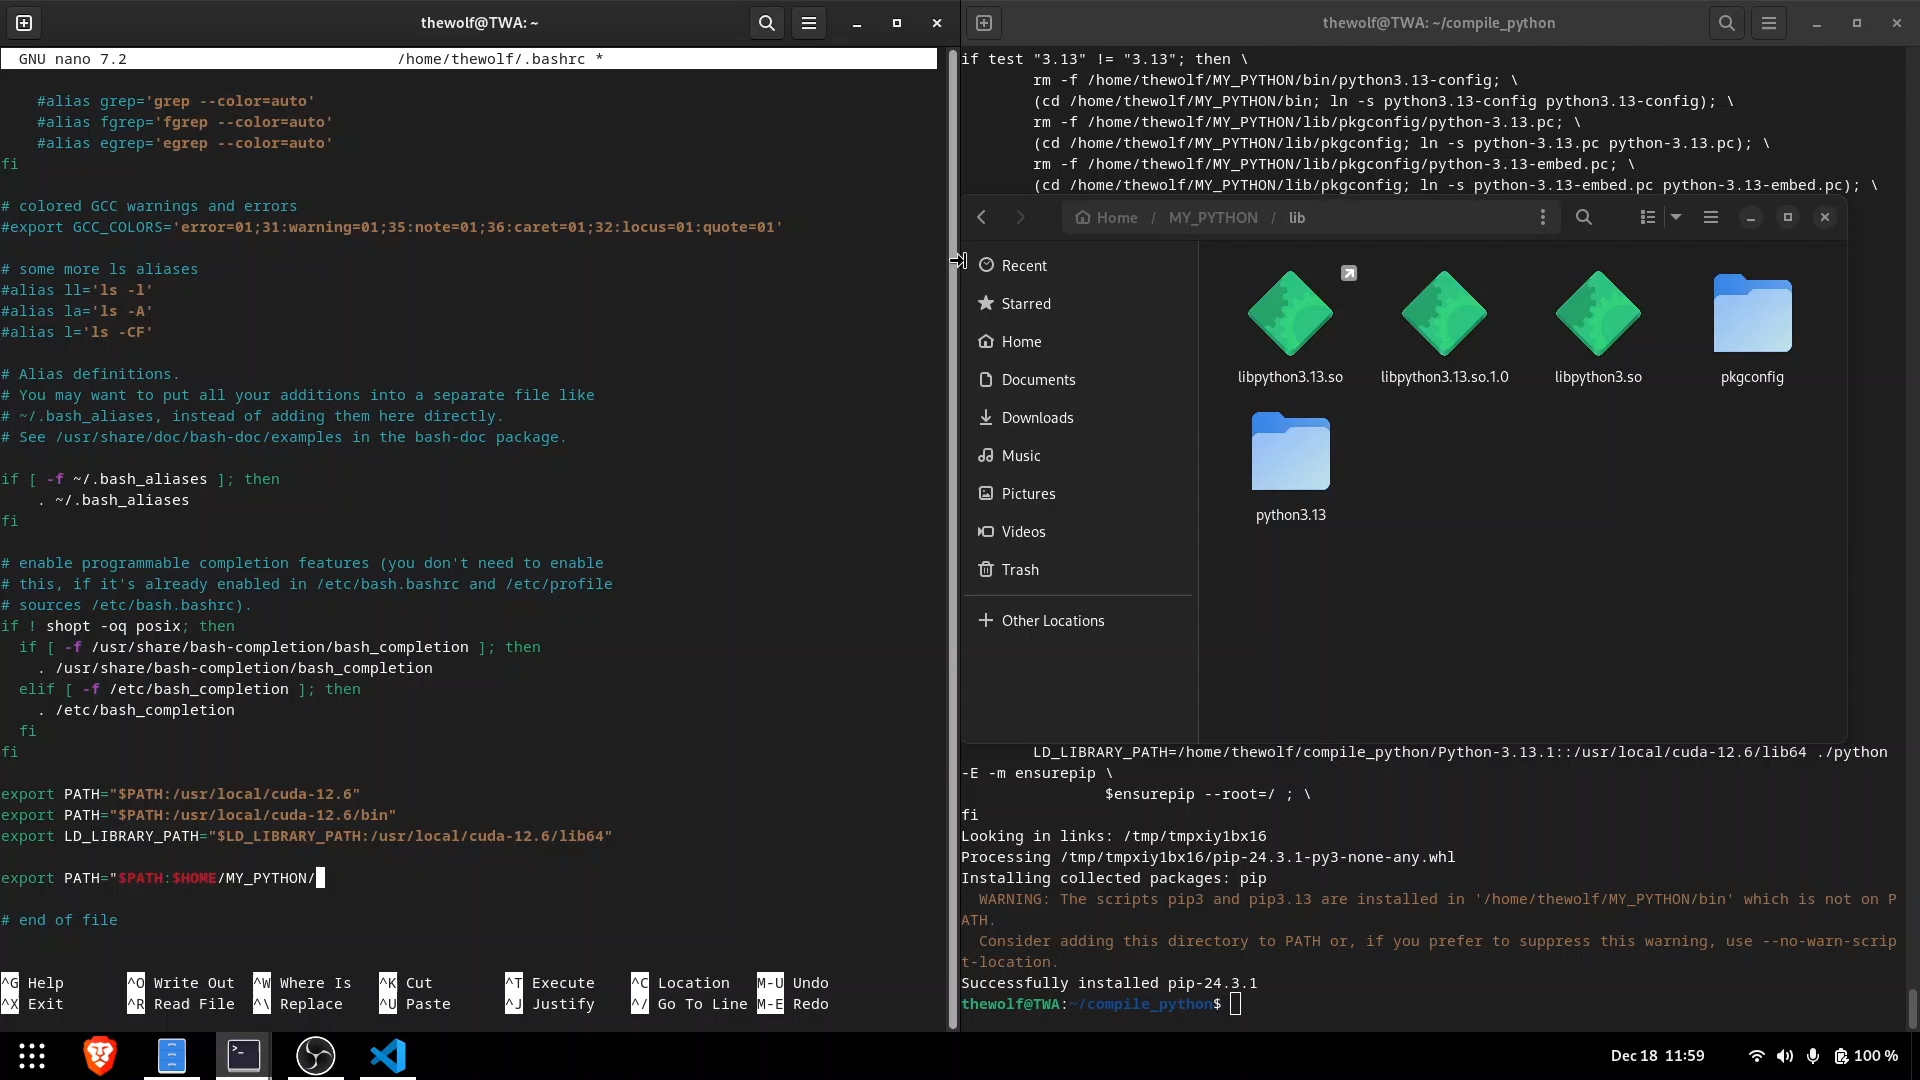 thewolf@TWA: ~
GNU nano 7.2 /home/thewolf/.bashrc *
#alias grep='grep --color=auto'
#alias fgrep='fgrep --color=auto'
#alias egrep='egrep --color=auto'
fi
# colored GCC warnings and errors
#export GCC_COLORS='error=01;31:warning=01;35:note=01;36:caret=01;32:locus=01:quote=01'
# some more ls aliases
#alias ll='ls -l'
#alias la='ls -A'
#alias l='ls -CF'
# Alias definitions.
# You may want to put all your additions into a separate file like
# ~/.bash_aliases, instead of adding them here directly.
# See /usr/share/doc/bash-doc/examples in the bash-doc package.
if [ -f ~/.bash_aliases ]; then
. ~/.bash_aliases
fi
# enable programmable completion features (you don't need to enable
# this, if it's already enabled in /etc/bash.bashrc and /etc/profile
# sources /etc/bash.bashrc).
if ! shopt -oq posix; then
if [ -f /usr/share/bash-completion/bash_completion ]; then
. /usr/share/bash-completion/bash_completion
elif [ -f /etc/bash_completion ]; then
. /etc/bash_completion
fi
fi
export PATH="$PATH:/usr/local/cuda-12.6"
export PATH="$PATH:/usr/local/cuda-12.6/bin"
export LD_LIBRARY_PATH="$LD_LIBRARY_PATH:/usr/local/cuda-12.6/lib64"
export PATH="$PATH:$HOME/MY_PYTHON/
# end of file
^G Help ^O Write Out ^W Where Is ^K Cut ^T Execute ^C Location M-U Undo
^X Exit ^R Read File ^\ Replace ^U Paste ^J Justify ^/ Go To Line M-E Redo
thewolf@TWA: ~/compile_python
if test "3.13" != "3.13"; then \
rm -f /home/thewolf/MY_PYTHON/bin/python3.13-config; \
(cd /home/thewolf/MY_PYTHON/bin; ln -s python3.13-config python3.13-config); \
rm -f /home/thewolf/MY_PYTHON/lib/pkgconfig/python-3.13.pc; \
(cd /home/thewolf/MY_PYTHON/lib/pkgconfig; ln -s python-3.13.pc python-3.13.pc); \
rm -f /home/thewolf/MY_PYTHON/lib/pkgconfig/python-3.13-embed.pc; \
(cd /home/thewolf/MY_PYTHON/lib/pkgconfig; ln -s python-3.13-embed.pc python-3.13-embed.pc); \
Home / MY_PYTHON / lib
Recent
Starred
Home
Documents
Downloads
Music
Pictures
Videos
Trash
Other Locations
libpython3.13.so
libpython3.13.so.1.0
libpython3.so
pkgconfig
python3.13
LD_LIBRARY_PATH=/home/thewolf/compile_python/Python-3.13.1::/usr/local/cuda-12.6/lib64 ./python
-E -m ensurepip \
$ensurepip --root=/ ; \
fi
Looking in links: /tmp/tmpxiy1bx16
Processing /tmp/tmpxiy1bx16/pip-24.3.1-py3-none-any.whl
Installing collected packages: pip
WARNING: The scripts pip3 and pip3.13 are installed in '/home/thewolf/MY_PYTHON/bin' which is not on P
ATH.
Consider adding this directory to PATH or, if you prefer to suppress this warning, use --no-warn-scrip
t-location.
Successfully installed pip-24.3.1
thewolf@TWA:~/compile_python$
Dec 18 11:59
100 %